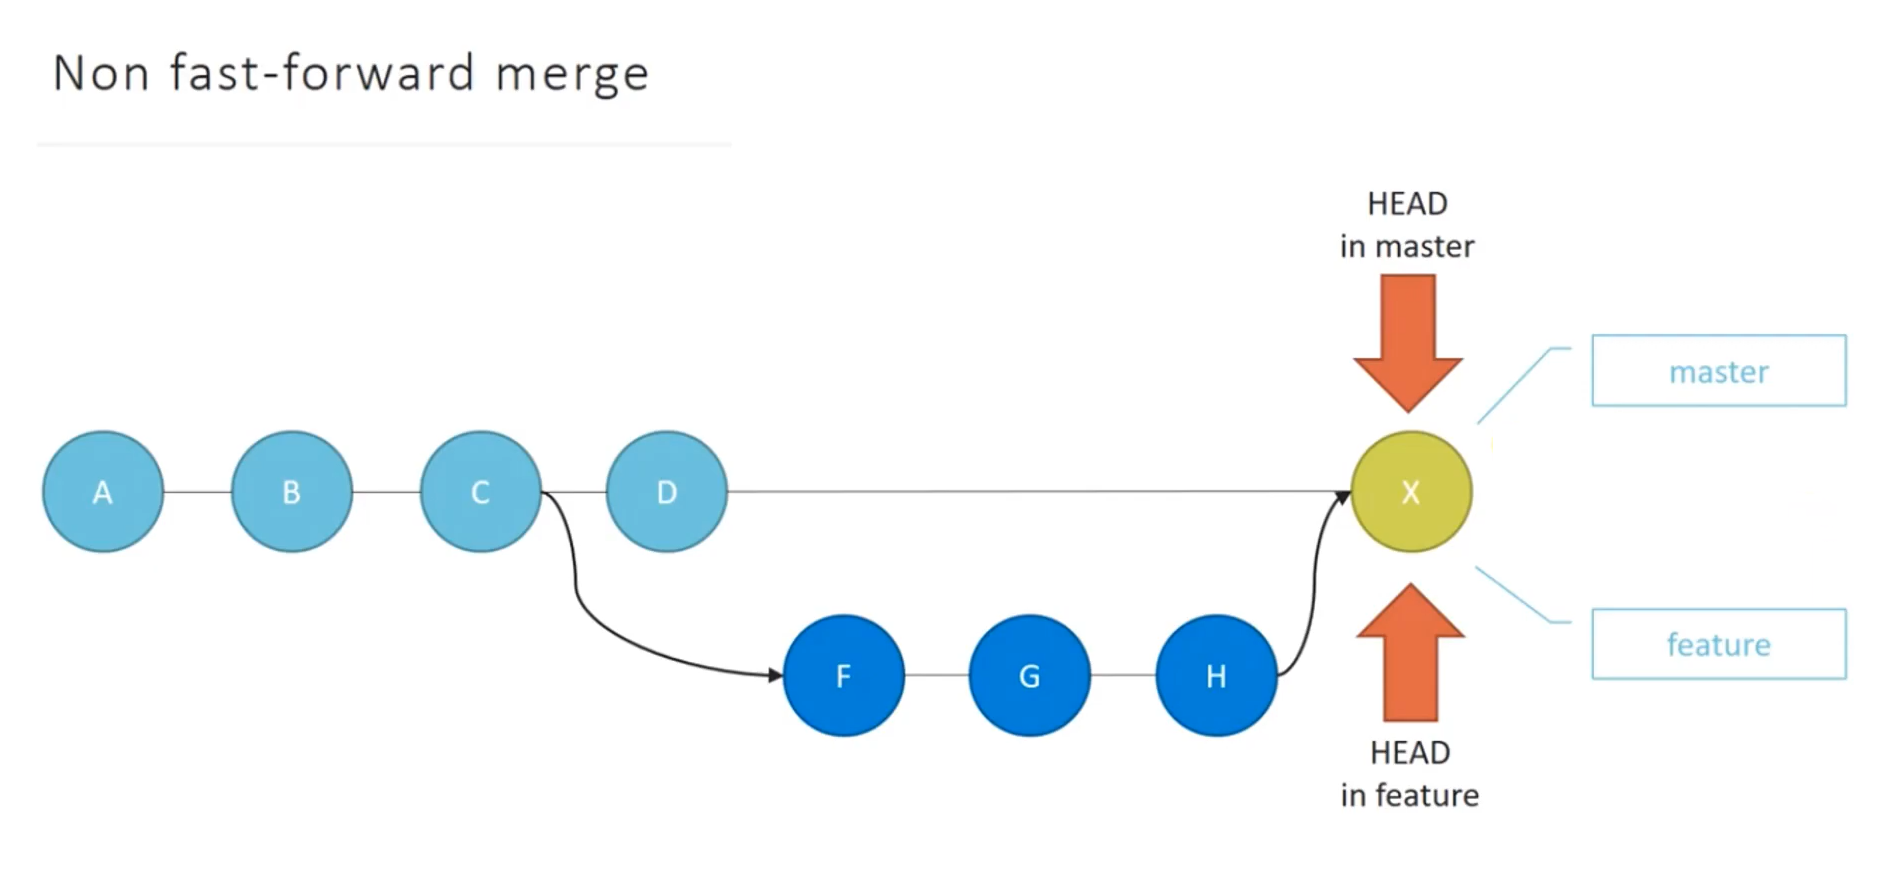 Non fast-forward merge
HEAD
in master
master
A
B
C
D
X
F
G
H
feature
HEAD
in feature